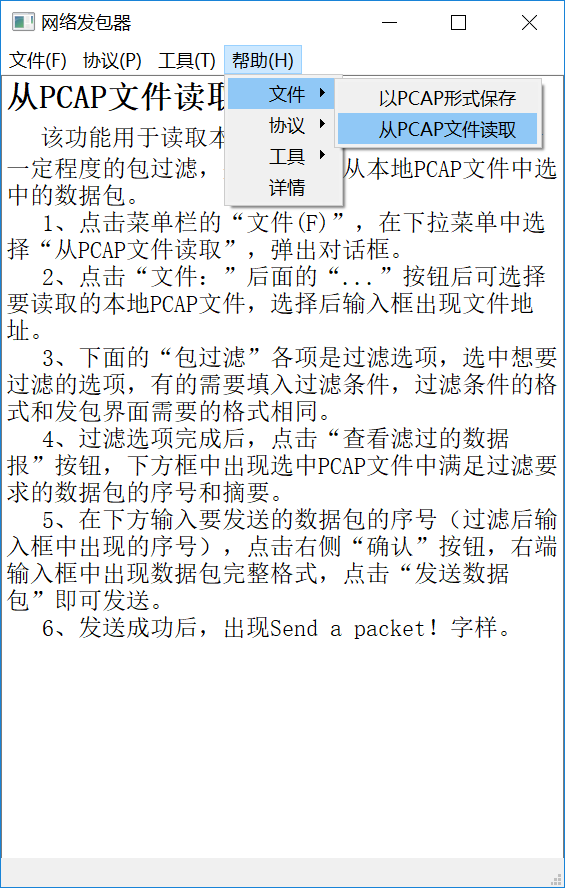 网络发包器
文件(F) 协议(P) 工具(T) 帮助(H)
文件
协议
工具
详情
以PCAP形式保存
从PCAP文件读取
从PCAP文件读
该功能用于读取本
一定程度的包过滤，
从本地PCAP文件中选
中的数据包。
1、点击菜单栏的“文件(F)”，在下拉菜单中选
择“从PCAP文件读取”，弹出对话框。
2、点击“文件：”后面的“...”按钮后可选择
要读取的本地PCAP文件，选择后输入框出现文件地
址。
3、下面的“包过滤”各项是过滤选项，选中想要
过滤的选项，有的需要填入过滤条件，过滤条件的格
式和发包界面需要的格式相同。
4、过滤选项完成后，点击“查看滤过的数据
报”按钮，下方框中出现选中PCAP文件中满足过滤要
求的数据包的序号和摘要。
5、在下方输入要发送的数据包的序号（过滤后输
入框中出现的序号），点击右侧“确认”按钮，右端
输入框中出现数据包完整格式，点击“发送数据
包”即可发送。
6、发送成功后，出现Send a packet！字样。